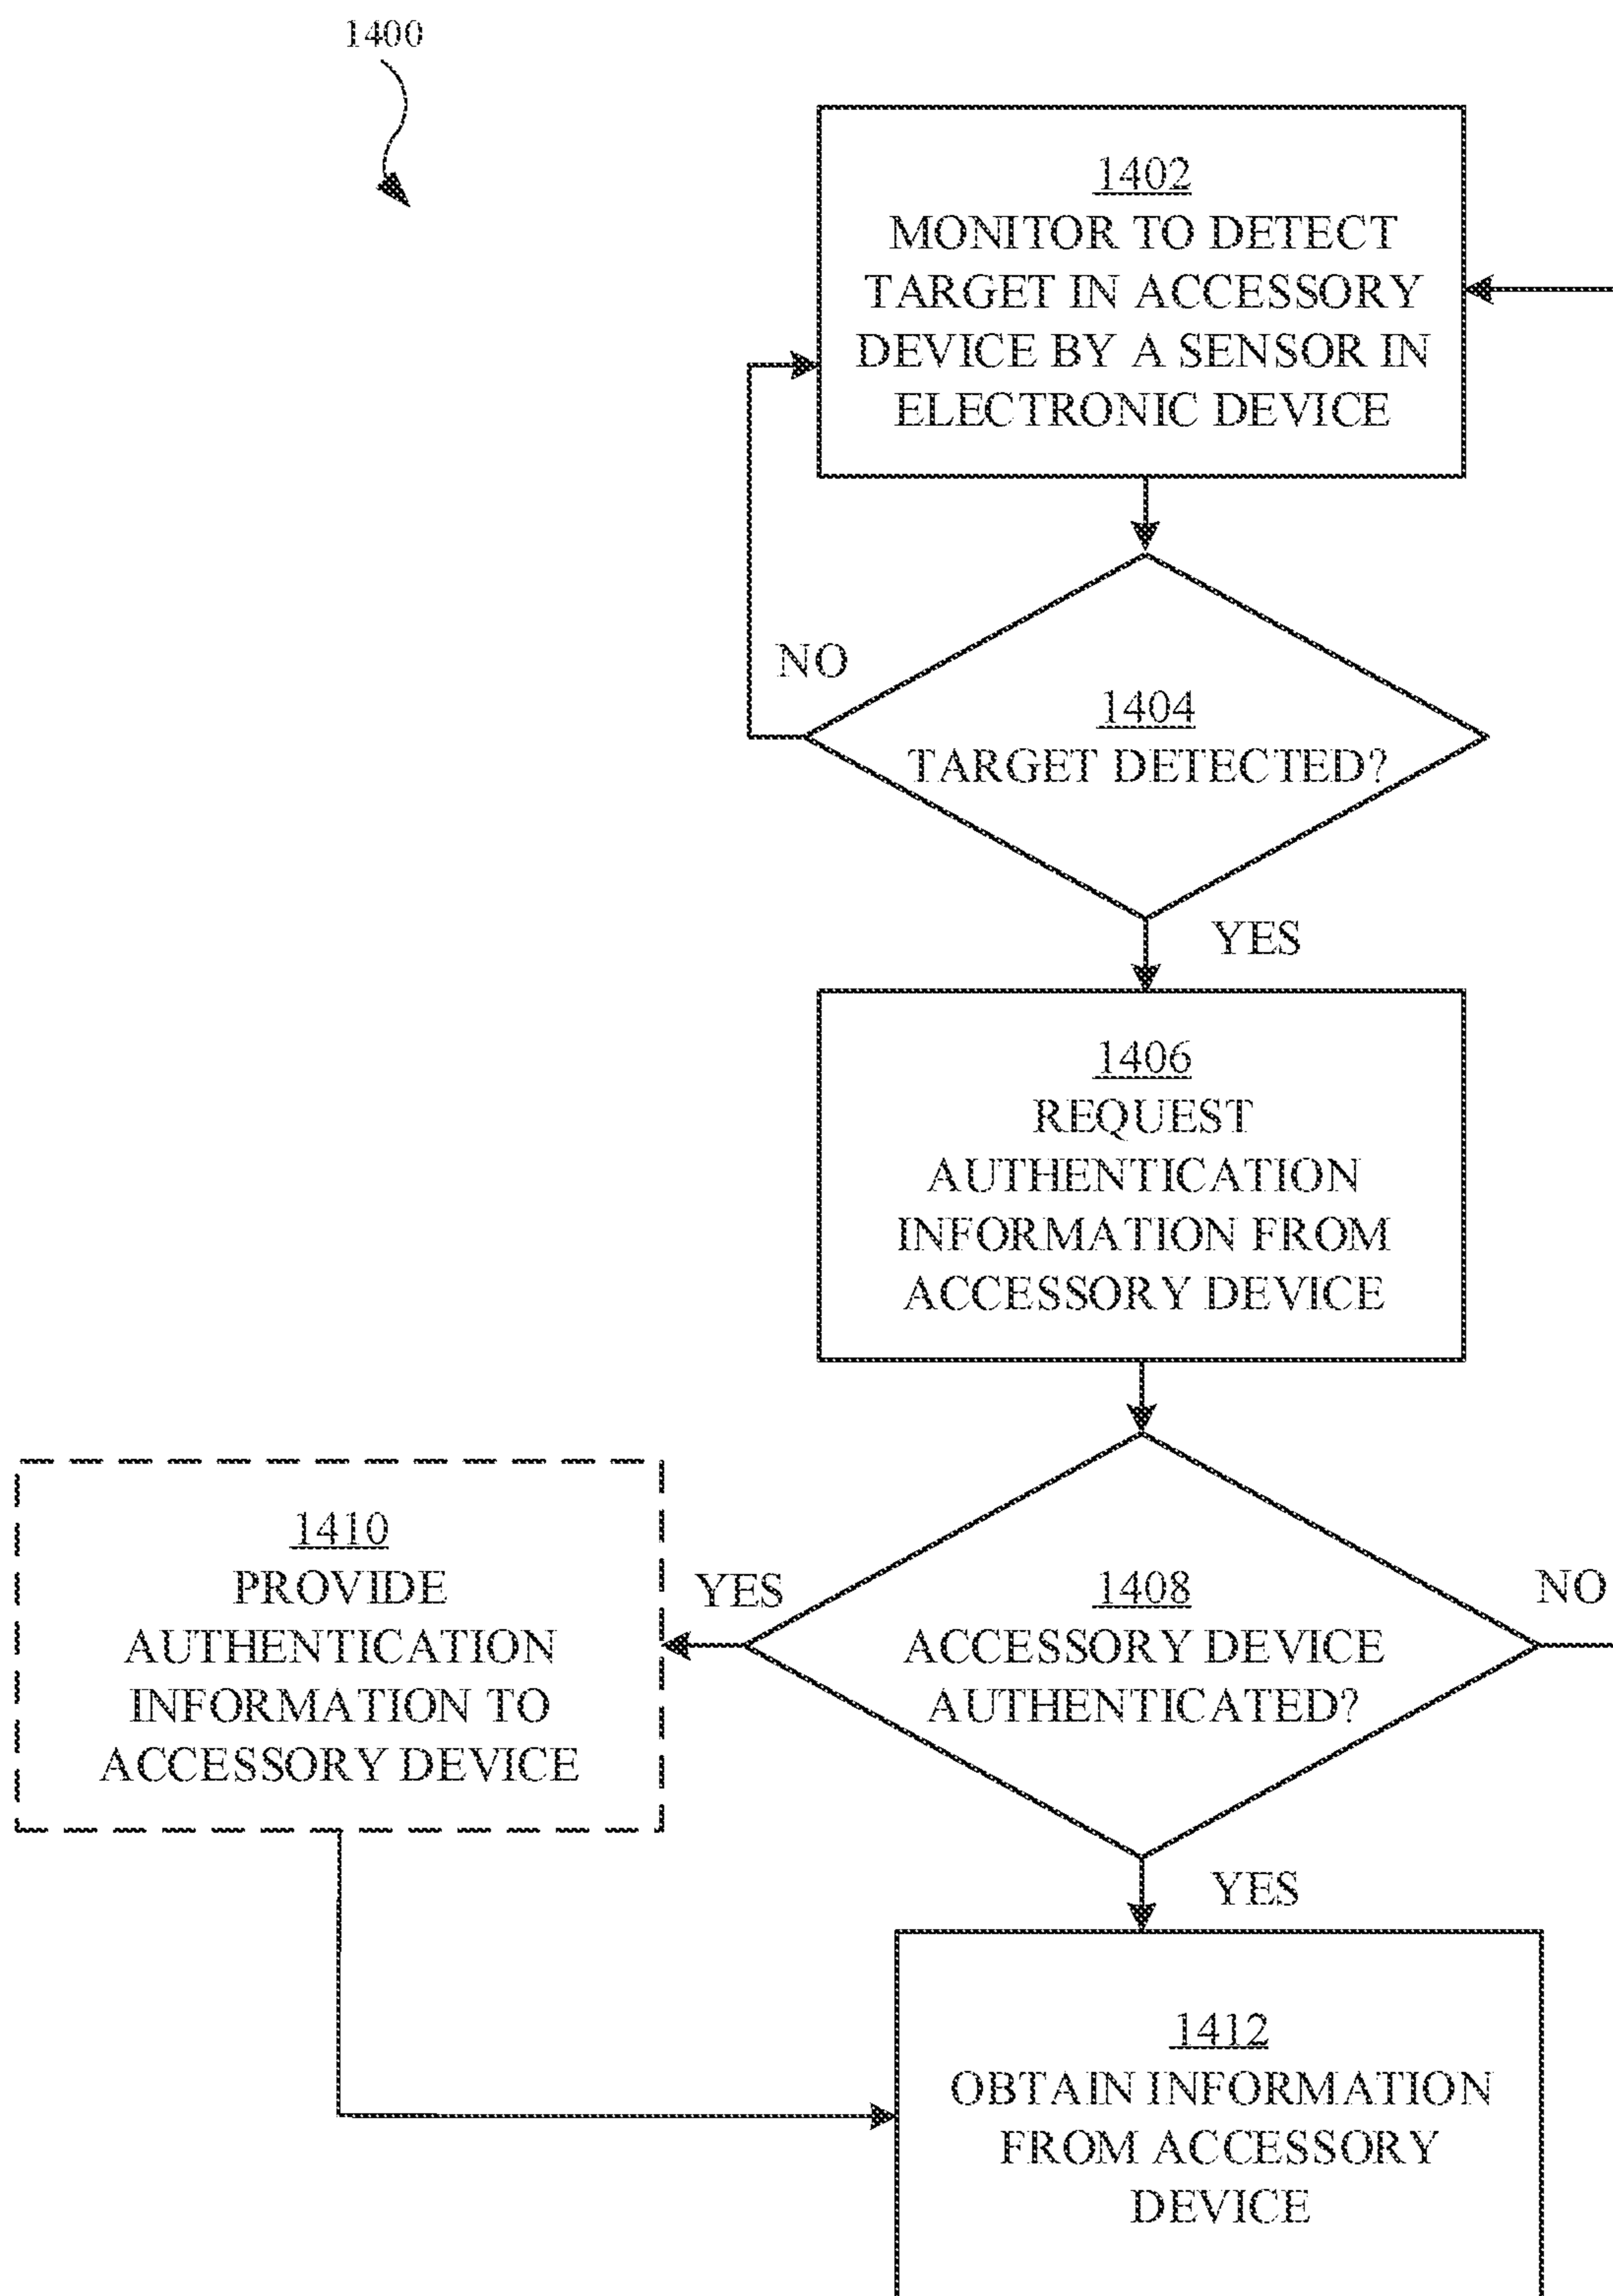 1400
1402
MONITOR TO DETECT
TARGET IN ACCESSORY
DEVICE BY A SENSOR IN
ELECTRONIC DEVICE
NO
1404
TARGET DETECTED?
YES
1406
REQUEST
AUTHENTICATION
INFORMATION FROM
ACCESSORY DEVICE
1410
PROVIDE
AUTHENTICATION
INFORMATION TO
ACCESSORY DEVICE
YES
1408
ACCESSORY DEVICE
AUTHENTICATED?
NO
YES
1412
OBTAIN INFORMATION
FROM ACCESSORY
DEVICE